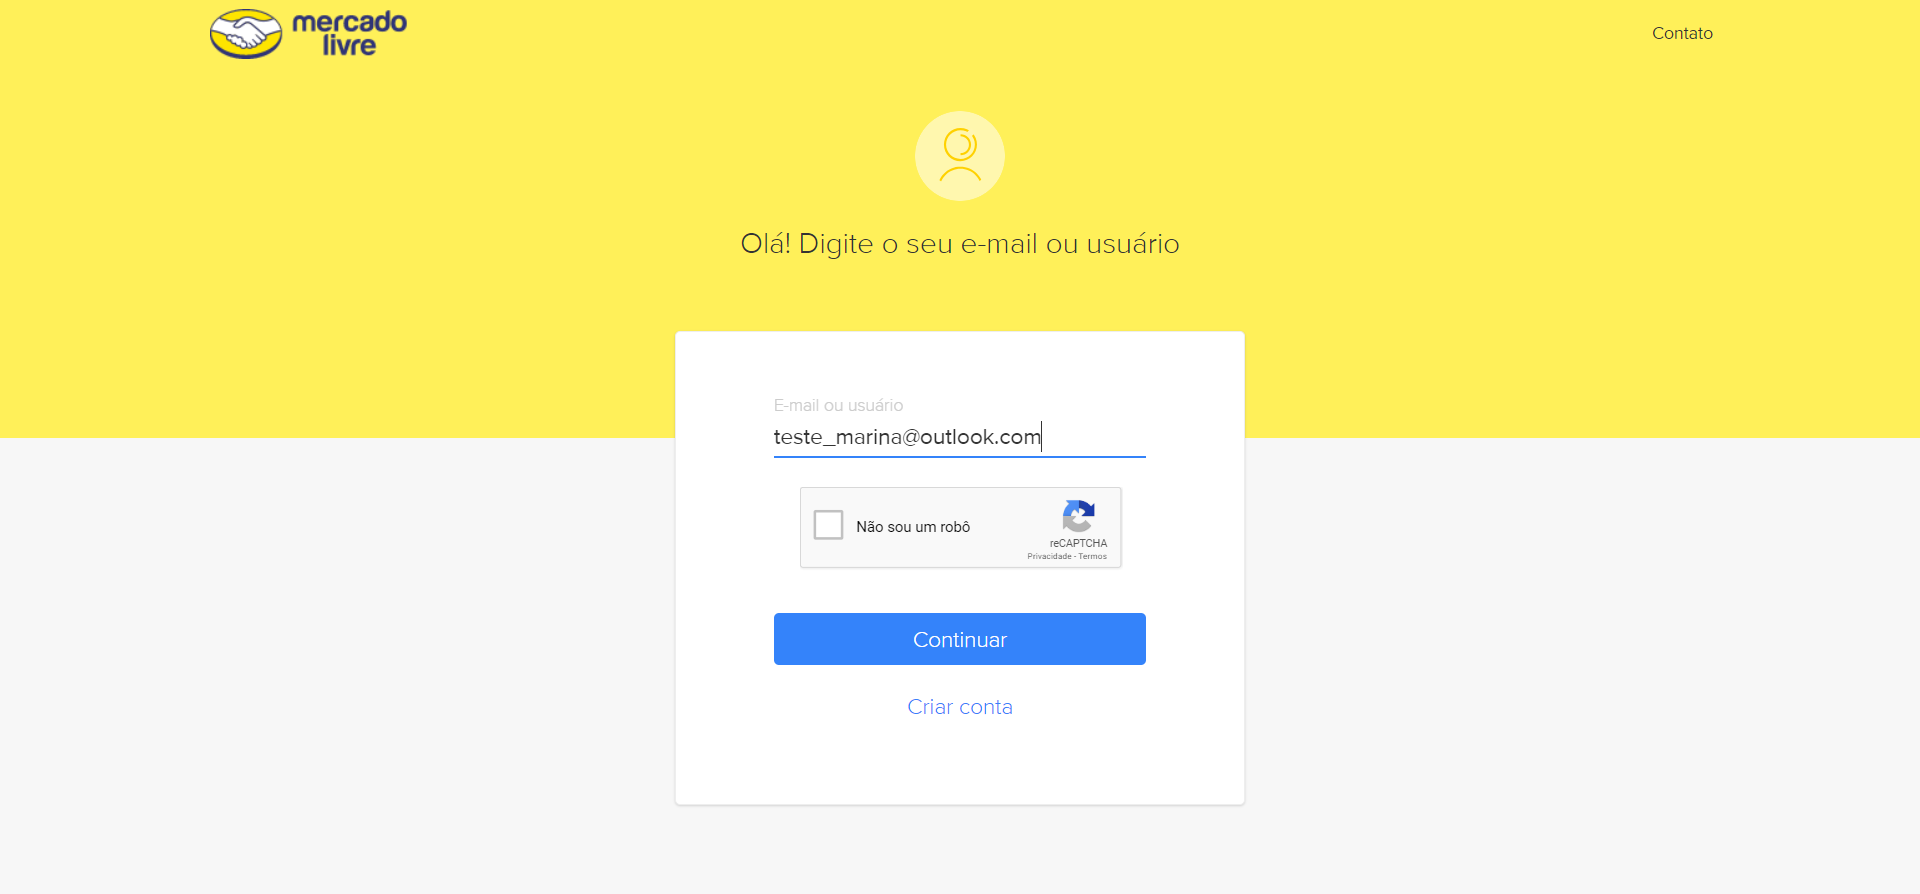 mercado
livre
Contato
Olá! Digite o seu e-mail ou usuário
E-mail ou usuário
teste_marina@outlook.com
Não sou um robô
reCAPTCHA
Privacidade - Termos
Continuar
Criar conta